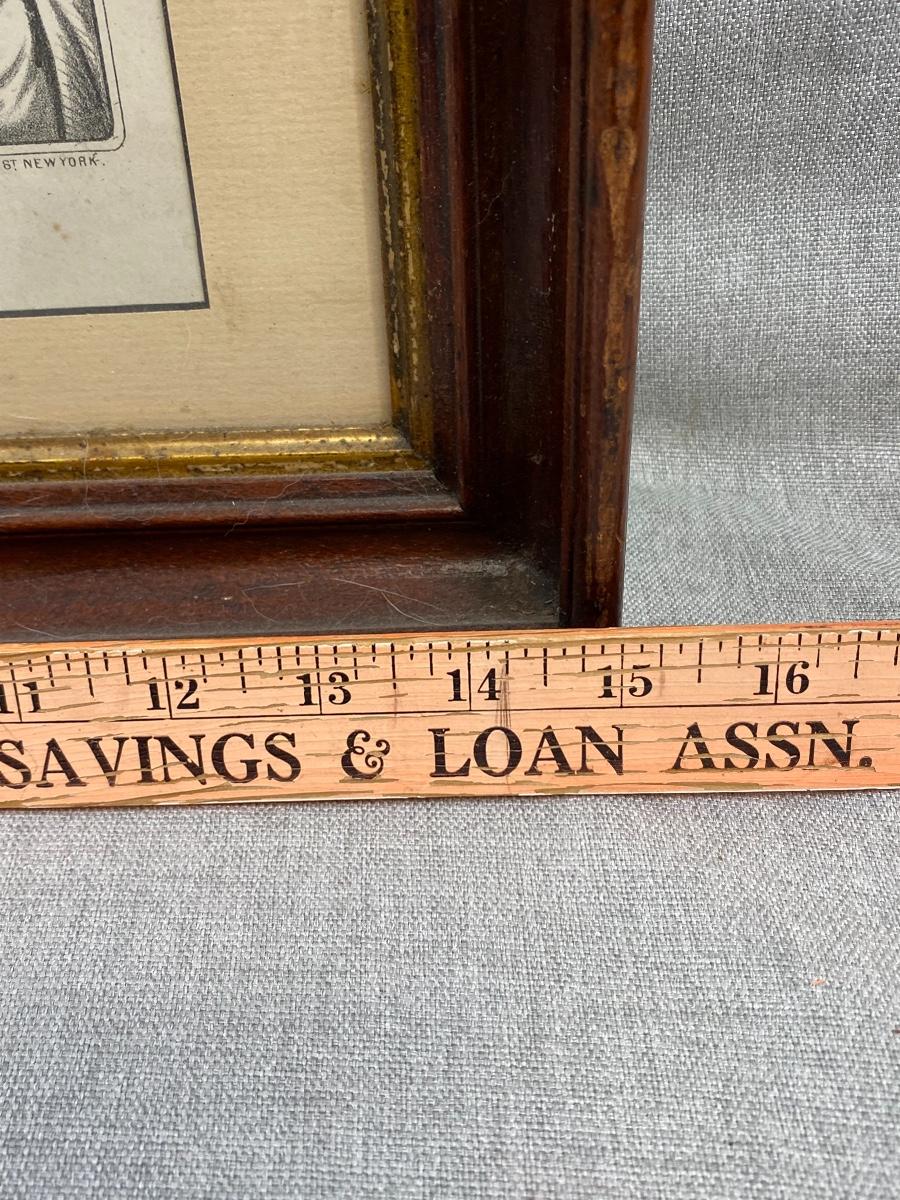 ST. NEW YORK.
11 12 13 14 15 16
SAVINGS & LOAN ASSN.